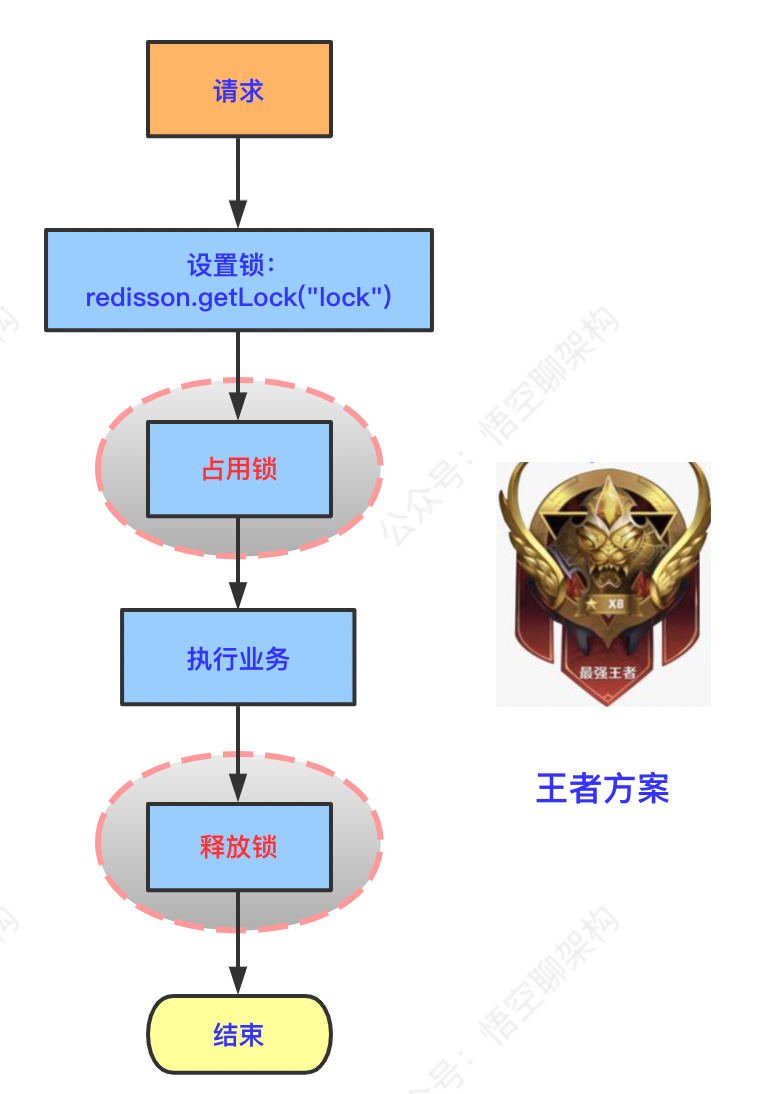 请求
设置锁：
redisson.getLock("lock")
占用锁
执行业务
释放锁
结束
X8
最强王者
王者方案
公众号：悟空聊架构
公众号：悟空聊架构